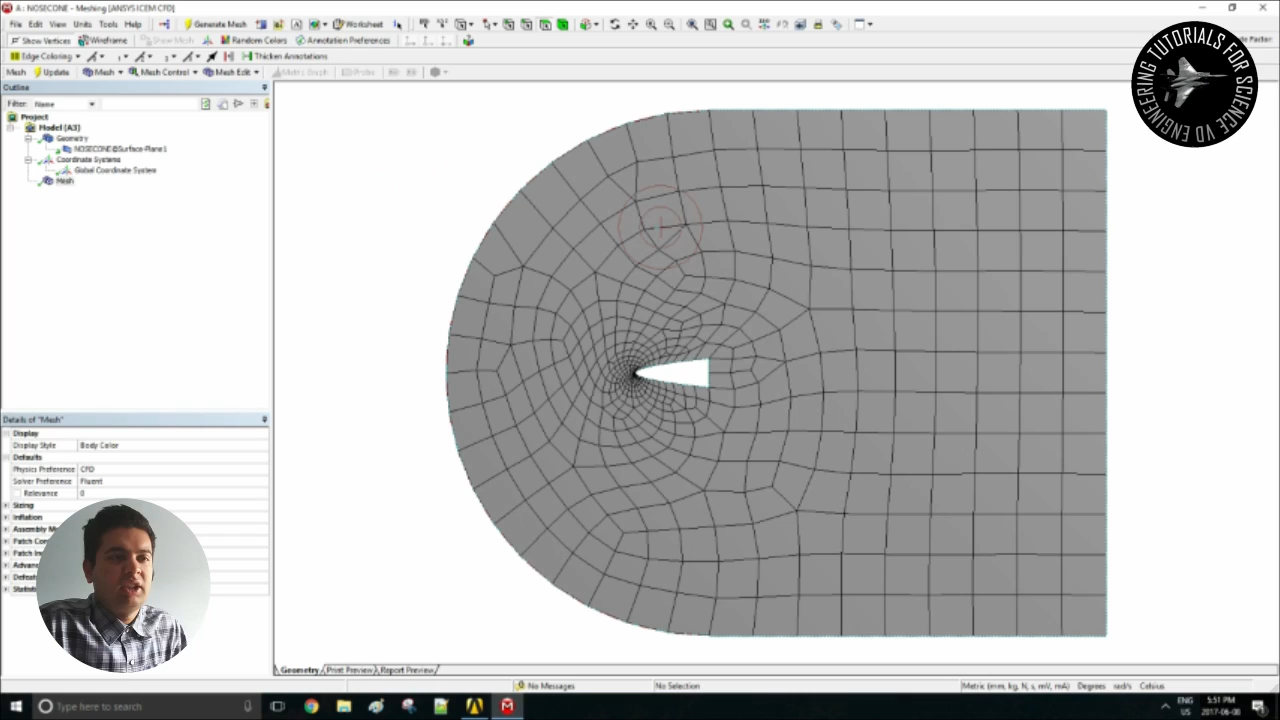 A : NOSECONE - Meshing [ANSYS ICEM CFD]
File Edit View Units Tools Help Generate Mesh Worksheet
Show Vertices Wireframe Show Mesh Random Colors Annotation Preferences
Edge Coloring Thicken Annotations
Mesh Update Mesh Mesh Control Mesh Edit Metric Graph Probe
ENGINEERING TUTORIALS FOR SCIENCE VD
Outline
Filter: Name
Project
Model (A3)
Geometry
NOSECONE@Surface-Plane1
Coordinate Systems
Global Coordinate System
Mesh
Details of "Mesh"
Display
Display Style Body Color
Defaults
Physics Preference CFD
Solver Preference Fluent
Relevance 0
Sizing
Inflation
Assembly
Patch
Patch
Geometry Print Preview Report Preview
No Messages No Selection Metric (mm, kg, N, s, mV, mA) Degrees rad/s Celsius
Type here to search
ENG 5:51 PM
US 2017-06-08